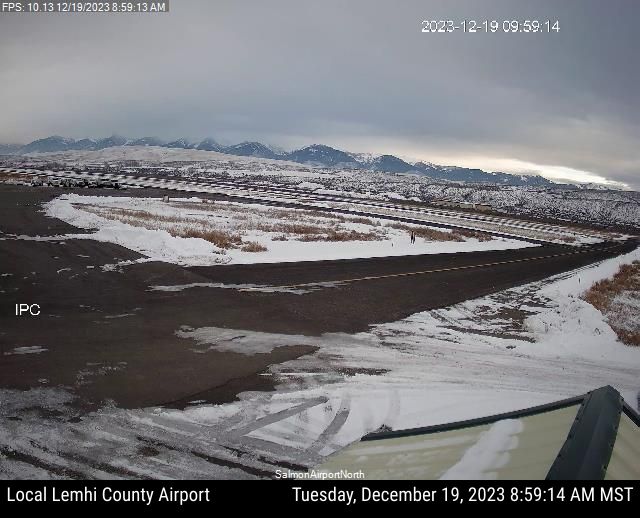 FPS: 10.13 12/19/2023 8:59:13 AM
2023-12-19 09:59:14
IPC
SalmonAirportNorth
Local Lemhi County Airport
Tuesday, December 19, 2023 8:59:14 AM MST